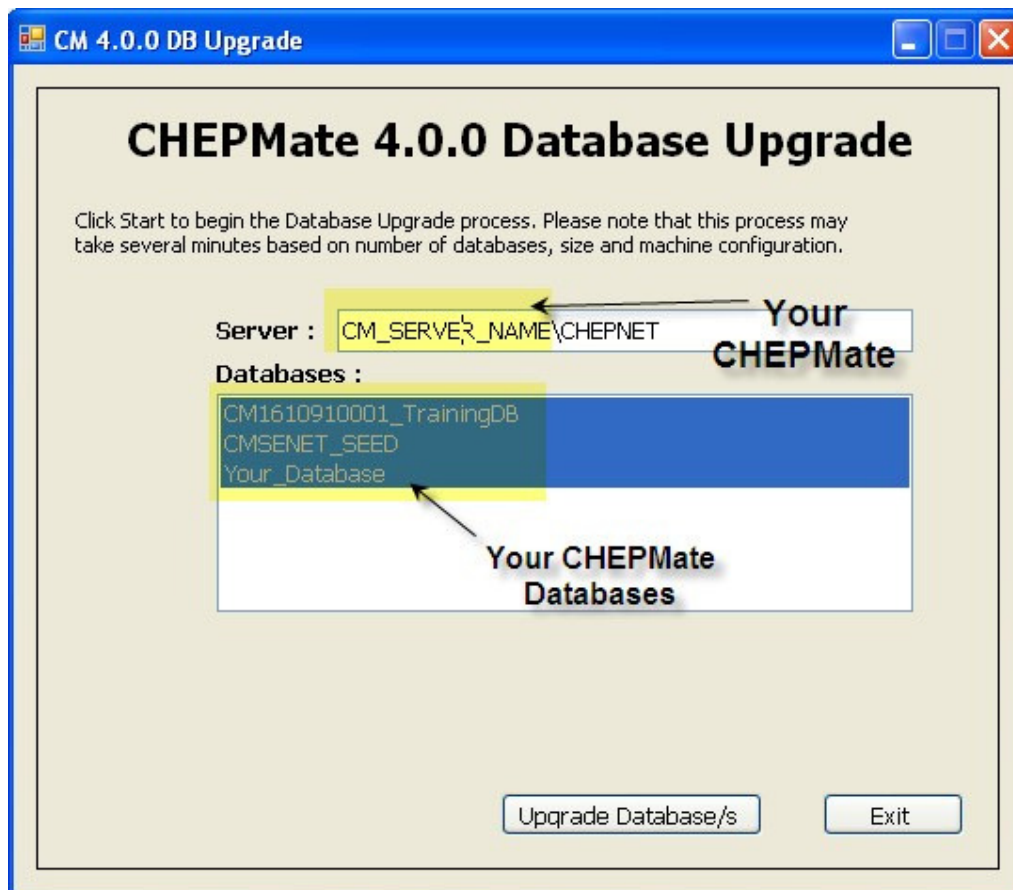 CM 4.0.0 DB Upgrade
CHEPMate 4.0.0 Database Upgrade
Click Start to begin the Database Upgrade process. Please note that this process may
take several minutes based on number of databases, size and machine configuration.
Server : CM_SERVER_NAME\CHEPNET
Your
CHEPMate
Databases :
CM1610910001_TrainingDB
CMSENET_SEED
Your_Database
Your CHEPMate
Databases
Upgrade Database/s
Exit